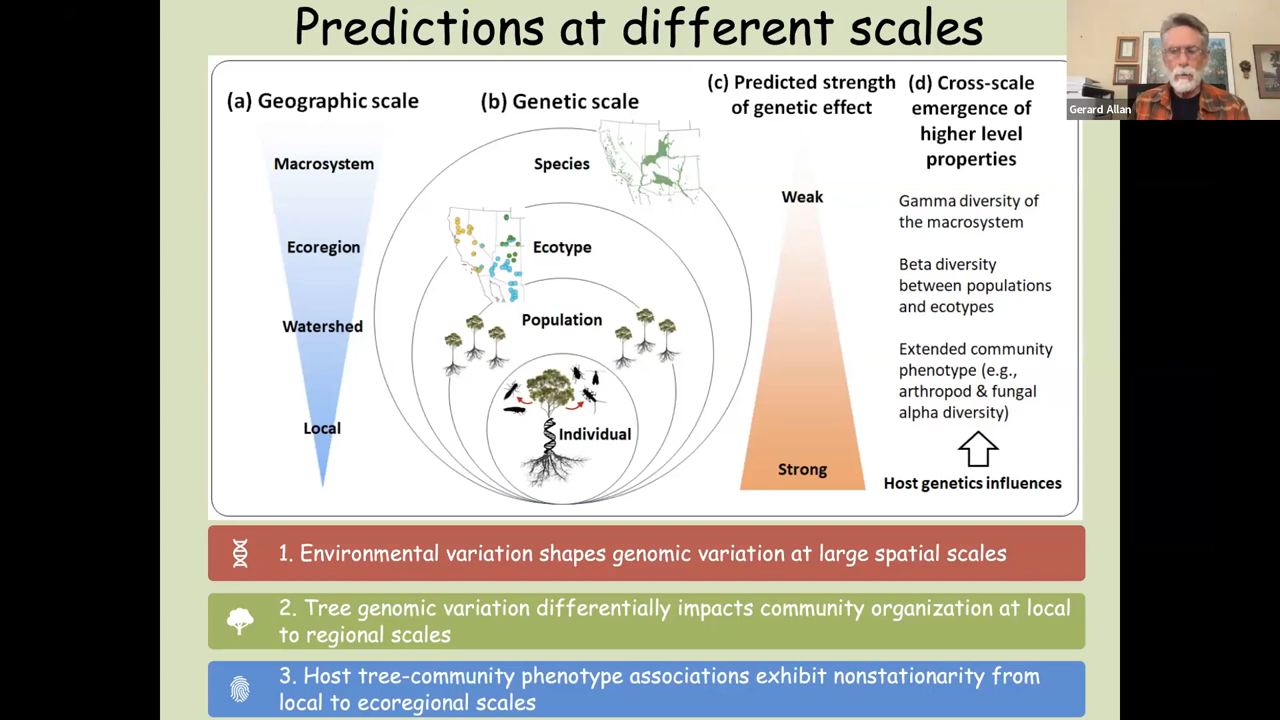 Predictions at different scales
Gerard Allan
(a) Geographic scale
Macrosystem
Ecoregion
Watershed
Local
(b) Genetic scale
Species
Ecotype
Population
Individual
(c) Predicted strength
of genetic effect
Weak
Strong
(d) Cross-scale
emergence of
higher level
properties
Gamma diversity of
the macrosystem
Beta diversity
between populations
and ecotypes
Extended community
phenotype (e.g.,
arthropod & fungal
alpha diversity)
Host genetics influences
1. Environmental variation shapes genomic variation at large spatial scales
2. Tree genomic variation differentially impacts community organization at local
to regional scales
3. Host tree-community phenotype associations exhibit nonstationarity from
local to ecoregional scales